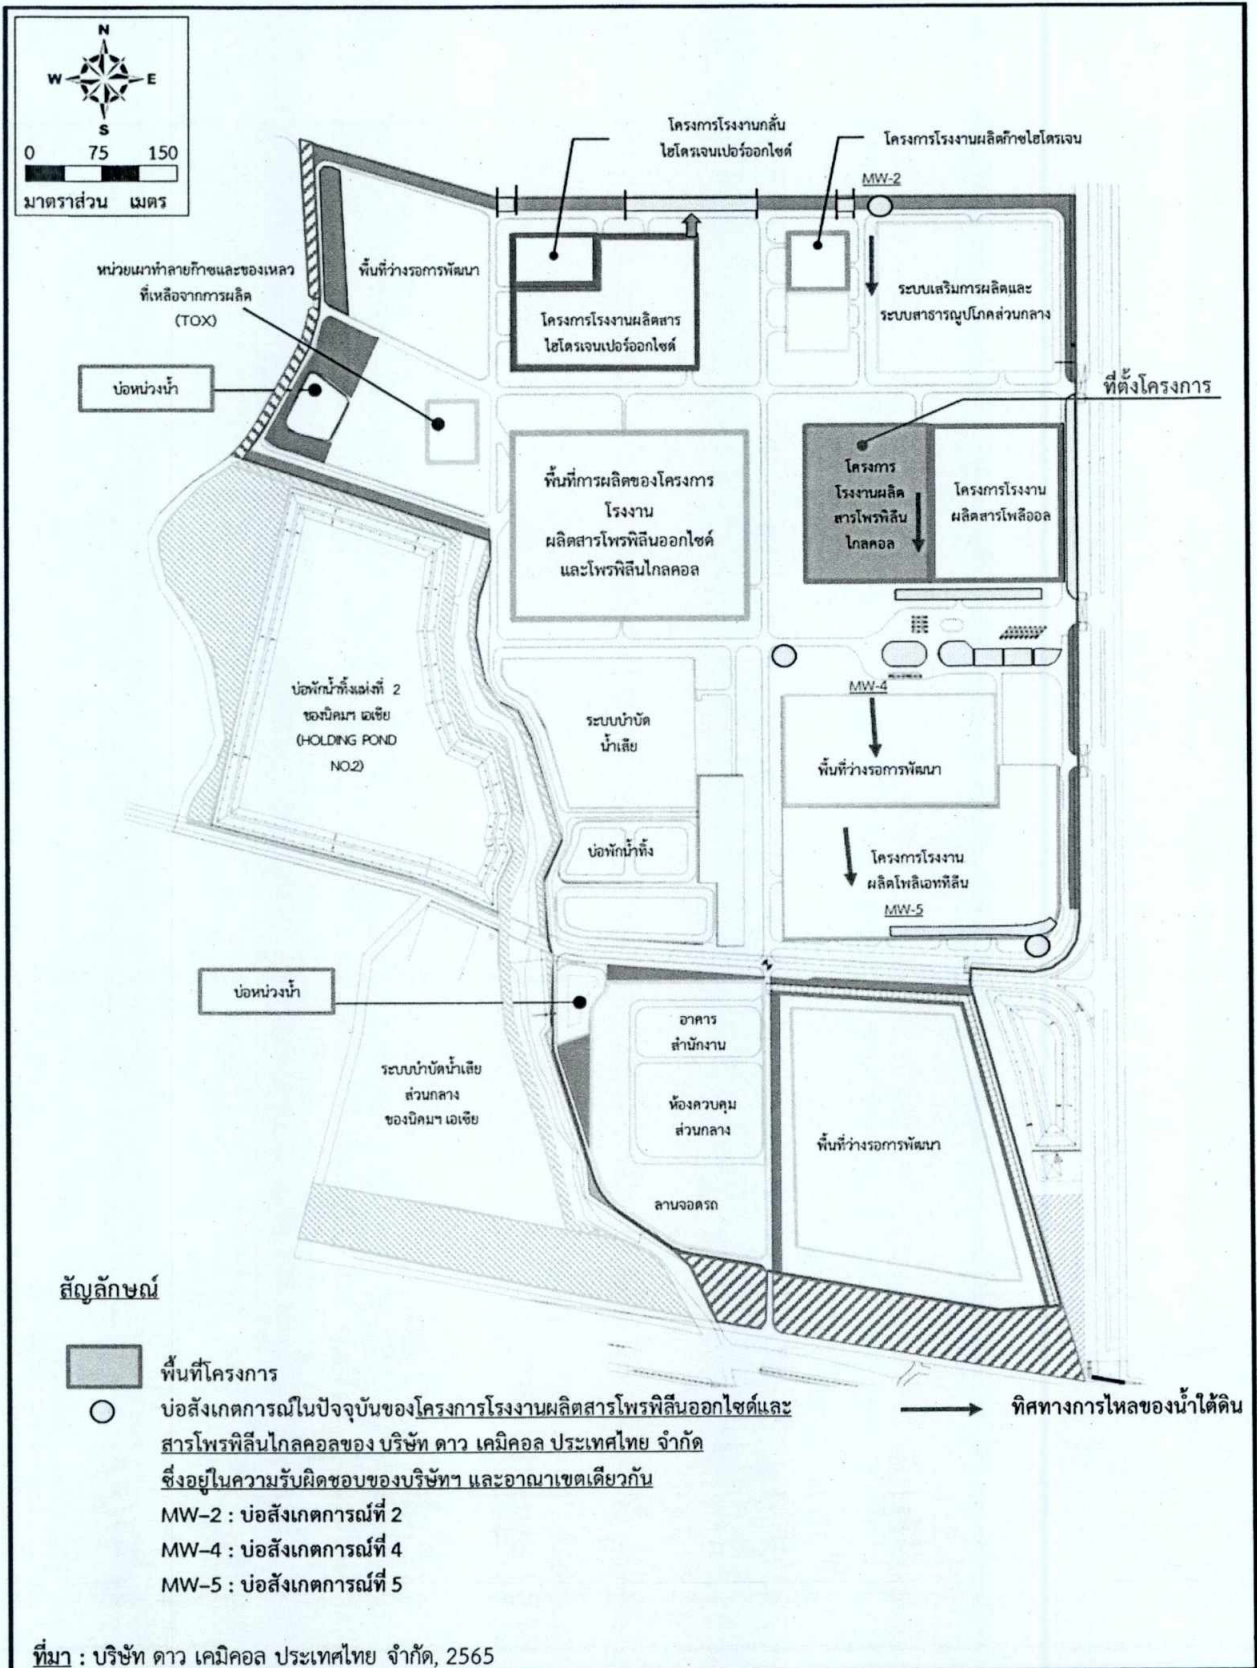 N
W E
S
0 75 150
มาตราส่วน เมตร
โครงการโรงงานกลั่น
ไฮโดรเจนเปอร์ออกไซด์
โครงการโรงงานผลิตก๊าซไฮโดรเจน
MW-2
หน่วยเผาทำลายก๊าซและของเหลว
ที่เหลือจากการผลิต
(TOX)
พื้นที่ว่างรอการพัฒนา
โครงการโรงงานผลิตสาร
ไฮโดรเจนเปอร์ออกไซด์
ระบบเสริมการผลิตและ
ระบบสาธารณูปโภคส่วนกลาง
บ่อหน่วงน้ำ
ที่ตั้งโครงการ
พื้นที่การผลิตของโครงการ
โรงงาน
ผลิตสารโพรพิลีนออกไซด์
และโพรพิลีนไกลคอล
โครงการ
โรงงานผลิต
สารโพรพิลีน
ไกลคอล
โครงการโรงงาน
ผลิตสารโพลีออล
บ่อพักน้ำทิ้งแห่งที่ 2
ของนิคมฯ เอเซีย
(HOLDING POND
NO.2)
ระบบบำบัด
น้ำเสีย
MW-4
พื้นที่ว่างรอการพัฒนา
บ่อพักน้ำทิ้ง
โครงการโรงงาน
ผลิตโพลิเอททีลีน
MW-5
บ่อหน่วงน้ำ
อาคาร
สำนักงาน
ระบบบำบัดน้ำเสีย
ส่วนกลาง
ของนิคมฯ เอเซีย
ห้องควบคุม
ส่วนกลาง
พื้นที่ว่างรอการพัฒนา
ลานจอดรถ
สัญลักษณ์
พื้นที่โครงการ
บ่อสังเกตการณ์ในปัจจุบันของโครงการโรงงานผลิตสารโพรพิลีนออกไซด์และ
สารโพรพิลีนไกลคอลของ บริษัท ดาว เคมิคอล ประเทศไทย จำกัด
ซึ่งอยู่ในความรับผิดชอบของบริษัทฯ และอาณาเขตเดียวกัน
ทิศทางการไหลของน้ำใต้ดิน
MW-2 : บ่อสังเกตการณ์ที่ 2
MW-4 : บ่อสังเกตการณ์ที่ 4
MW-5 : บ่อสังเกตการณ์ที่ 5
ที่มา : บริษัท ดาว เคมิคอล ประเทศไทย จำกัด, 2565